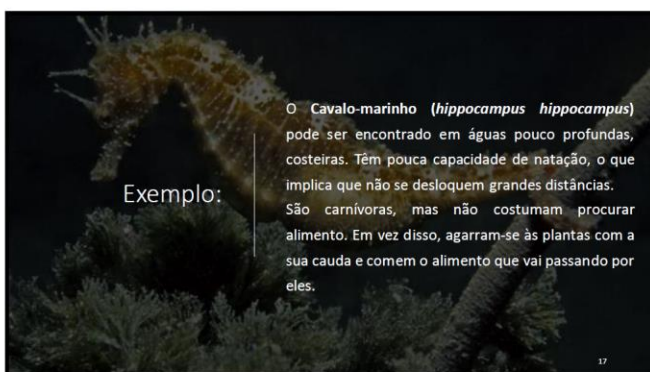 Exemplo:
O Cavalo-marinho (hippocampus hippocampus)
pode ser encontrado em águas pouco profundas,
costeiras. Têm pouca capacidade de natação, o que
implica que não se desloquem grandes distâncias.
São carnívoras, mas não costumam procurar
alimento. Em vez disso, agarram-se às plantas com a
sua cauda e comem o alimento que vai passando por
eles.
17